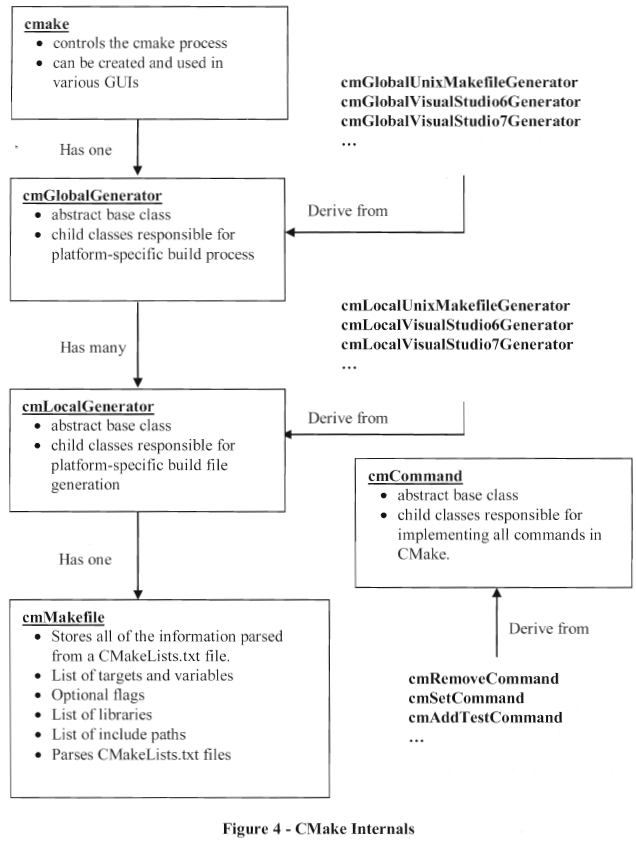 cmake
• controls the cmake process
• can be created and used in
various GUIs
cmGlobalUnixMakefileGenerator
cmGlobalVisualStudio6Generator
cmGlobalVisualStudio7Generator
...
Has one
cmGlobalGenerator
• abstract base class
• child classes responsible for
platform-specific build process
Derive from
cmLocalUnixMakefileGenerator
cmLocalVisualStudio6Generator
cmLocalVisualStudio7Generator
...
Has many
cmLocalGenerator
• abstract base class
• child classes responsible for
platform-specific build file
generation
Derive from
cmCommand
• abstract base class
• child classes responsible for
implementing all commands in
CMake.
Has one
cmMakefile
• Stores all of the information parsed
from a CMakeLists.txt file.
• List of targets and variables
• Optional flags
• List of libraries
• List of include paths
• Parses CMakeLists.txt files
Derive from
cmRemoveCommand
cmSetCommand
cmAddTestCommand
...
Figure 4 - CMake Internals